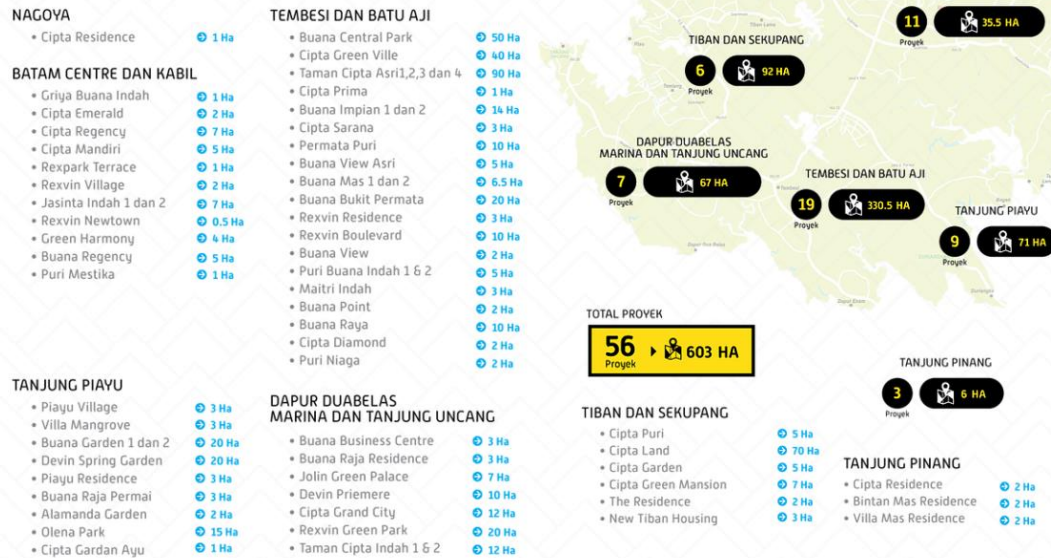 NAGOYA
• Cipta Residence 1 Ha
BATAM CENTRE DAN KABIL
• Griya Buana Indah 1 Ha
• Cipta Emerald 2 Ha
• Cipta Regency 7 Ha
• Cipta Mandiri 5 Ha
• Rexpark Terrace 1 Ha
• Rexvin Village 2 Ha
• Jasinta Indah 1 dan 2 7 Ha
• Rexvin Newtown 0.5 Ha
• Green Harmony 4 Ha
• Buana Regency 5 Ha
• Puri Mestika 1 Ha
TANJUNG PIAYU
• Piayu Village 3 Ha
• Villa Mangrove 3 Ha
• Buana Garden 1 dan 2 20 Ha
• Devin Spring Garden 20 Ha
• Piayu Residence 3 Ha
• Buana Raja Permai 3 Ha
• Alamanda Garden 2 Ha
• Olena Park 15 Ha
• Cipta Gardan Ayu 1 Ha
TEMBESI DAN BATU AJI
• Buana Central Park 50 Ha
• Cipta Green Ville 40 Ha
• Taman Cipta Asri1,2,3 dan 4 90 Ha
• Cipta Prima 1 Ha
• Buana Impian 1 dan 2 14 Ha
• Cipta Sarana 3 Ha
• Permata Puri 10 Ha
• Buana View Asri 5 Ha
• Buana Mas 1 dan 2 6.5 Ha
• Buana Bukit Permata 20 Ha
• Rexvin Residence 3 Ha
• Rexvin Boulevard 10 Ha
• Buana View 2 Ha
• Puri Buana Indah 1 & 2 5 Ha
• Maitri Indah 3 Ha
• Buana Point 2 Ha
• Buana Raya 10 Ha
• Cipta Diamond 2 Ha
• Puri Niaga 2 Ha
DAPUR DUABELAS
MARINA DAN TANJUNG UNCANG
• Buana Business Centre 3 Ha
• Buana Raja Residence 3 Ha
• Jolin Green Palace 7 Ha
• Devin Priemere 10 Ha
• Cipta Grand City 12 Ha
• Rexvin Green Park 20 Ha
• Taman Cipta Indah 1 & 2 12 Ha
11 35.5 HA
Proyek
TIBAN DAN SEKUPANG
6 92 HA
Proyek
DAPUR DUABELAS
MARINA DAN TANJUNG UNCANG
7 67 HA
Proyek
TEMBESI DAN BATU AJI
19 330.5 HA
Proyek
TANJUNG PIAYU
9 71 HA
Proyek
TOTAL PROYEK
56 603 HA
Proyek
TANJUNG PINANG
3 6 HA
Proyek
TIBAN DAN SEKUPANG
• Cipta Puri 5 Ha
• Cipta Land 70 Ha
• Cipta Garden 5 Ha
• Cipta Green Mansion 7 Ha
• The Residence 2 Ha
• New Tiban Housing 3 Ha
TANJUNG PINANG
• Cipta Residence 2 Ha
• Bintan Mas Residence 2 Ha
• Villa Mas Residence 2 Ha